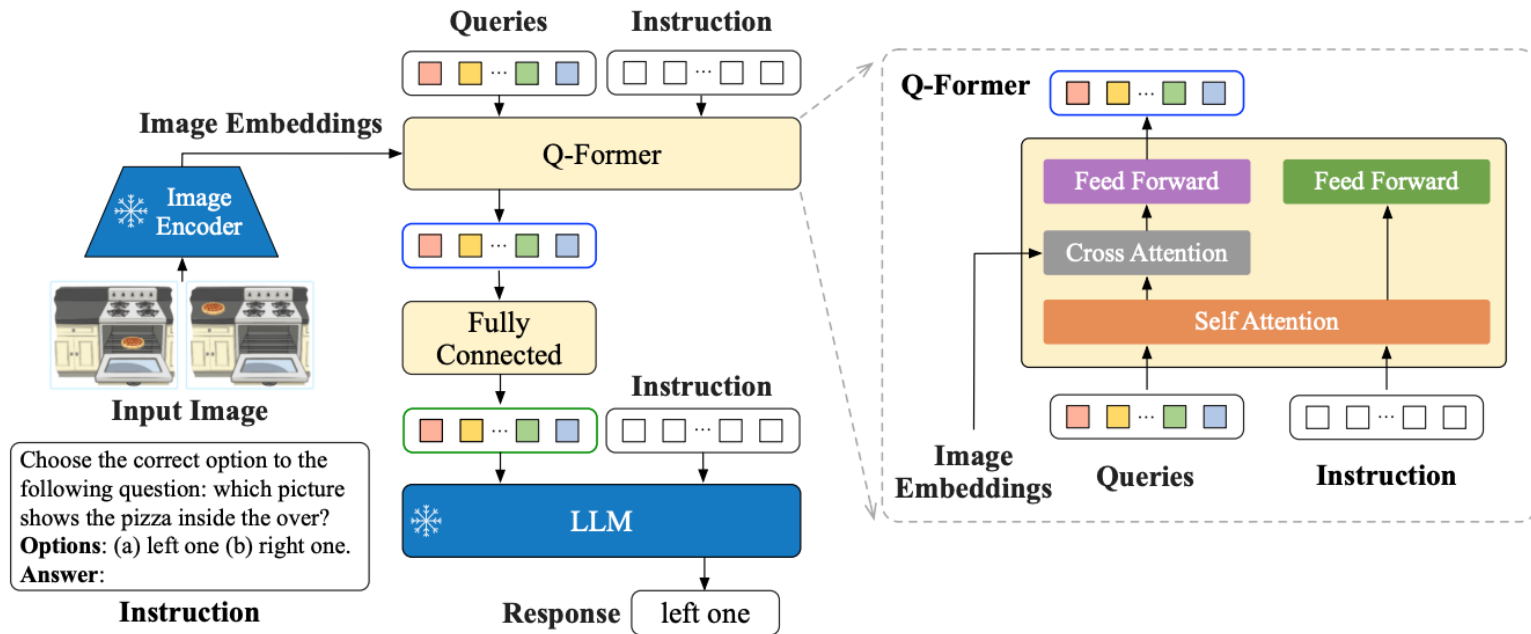 Queries
Instruction
...
...
Image Embeddings
Q-Former
Image
Encoder
...
Fully
Connected
Input Image
Instruction
...
...
Choose the correct option to the
following question: which picture
shows the pizza inside the over?
Options: (a) left one (b) right one.
Answer:
Instruction
LLM
Response
left one
Q-Former
...
Feed Forward
Feed Forward
Cross Attention
Self Attention
...
...
Image
Embeddings
Queries
Instruction